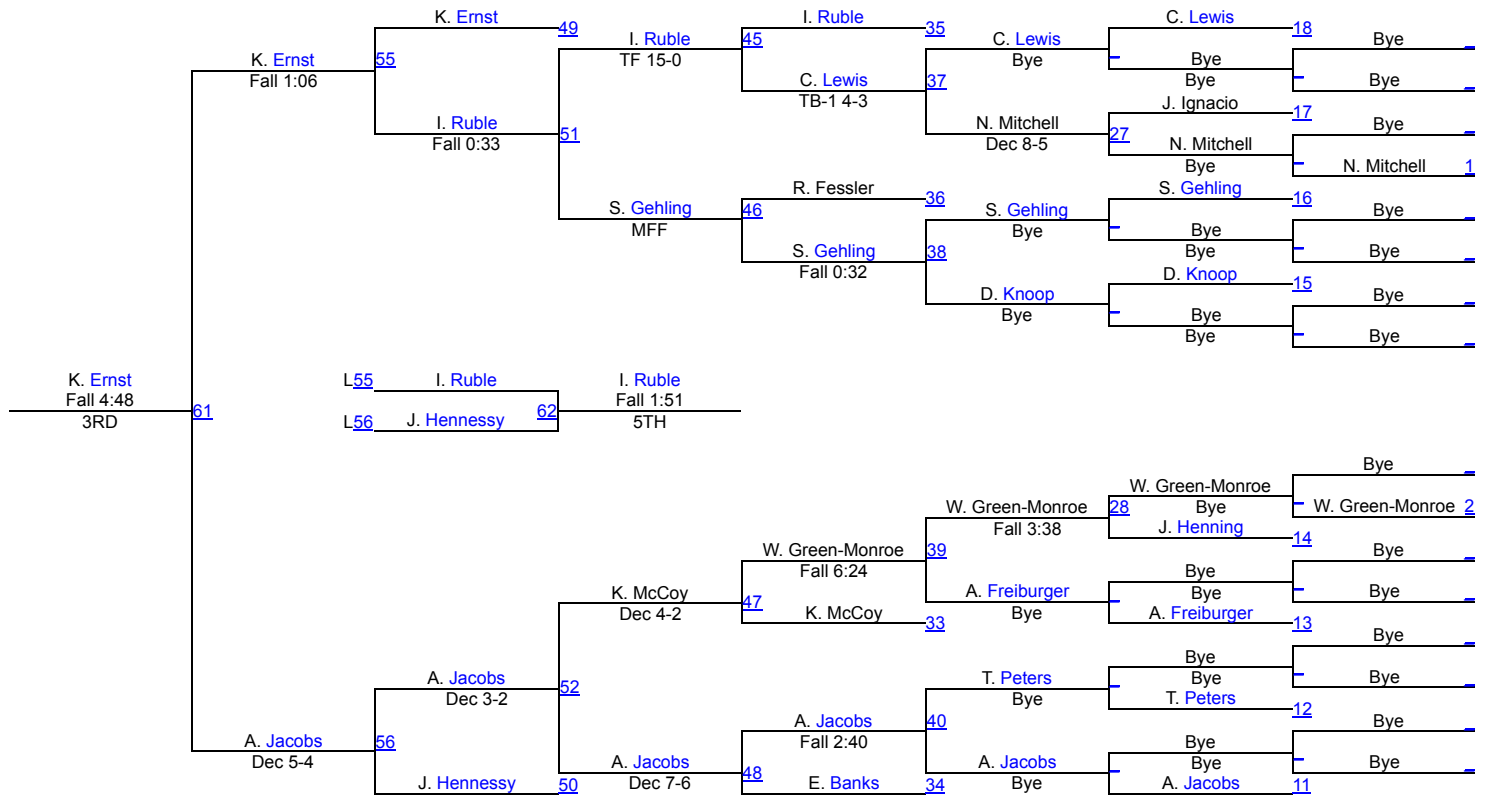 K. Ernst
49
I. Ruble
35
C. Lewis
18
I. Ruble
45
TF 15-0
C. Lewis
Bye
Bye
K. Ernst
55
Fall 1:06
Bye
Bye
C. Lewis
TB-1 4-3
37
Bye
J. Ignacio
17
I. Ruble
Fall 0:33
51
N. Mitchell
Dec 8-5
27
Bye
N. Mitchell
Bye
N. Mitchell 1
R. Fessler
36
S. Gehling
16
S. Gehling
46
MFF
S. Gehling
Bye
Bye
Bye
Bye
S. Gehling
Fall 0:32
38
Bye
D. Knoop
15
D. Knoop
Bye
Bye
Bye
Bye
Bye
K. Ernst
Fall 4:48
3RD
61
L55 I. Ruble
L56 J. Hennessy
62
I. Ruble
Fall 1:51
5TH
Bye
W. Green-Monroe
Bye
28
W. Green-Monroe 2
W. Green-Monroe
Fall 3:38
J. Henning
14
W. Green-Monroe
Fall 6:24
39
Bye
Bye
Bye
Bye
K. McCoy
Dec 4-2
47
A. Freiburger
Bye
A. Freiburger
13
K. McCoy
33
Bye
Bye
Bye
Bye
A. Jacobs
Dec 3-2
52
T. Peters
Bye
T. Peters
12
A. Jacobs
Fall 2:40
40
Bye
A. Jacobs
Dec 5-4
56
Bye
Bye
Bye
A. Jacobs
Dec 7-6
48
A. Jacobs
Bye
J. Hennessy
50
E. Banks
34
A. Jacobs
11